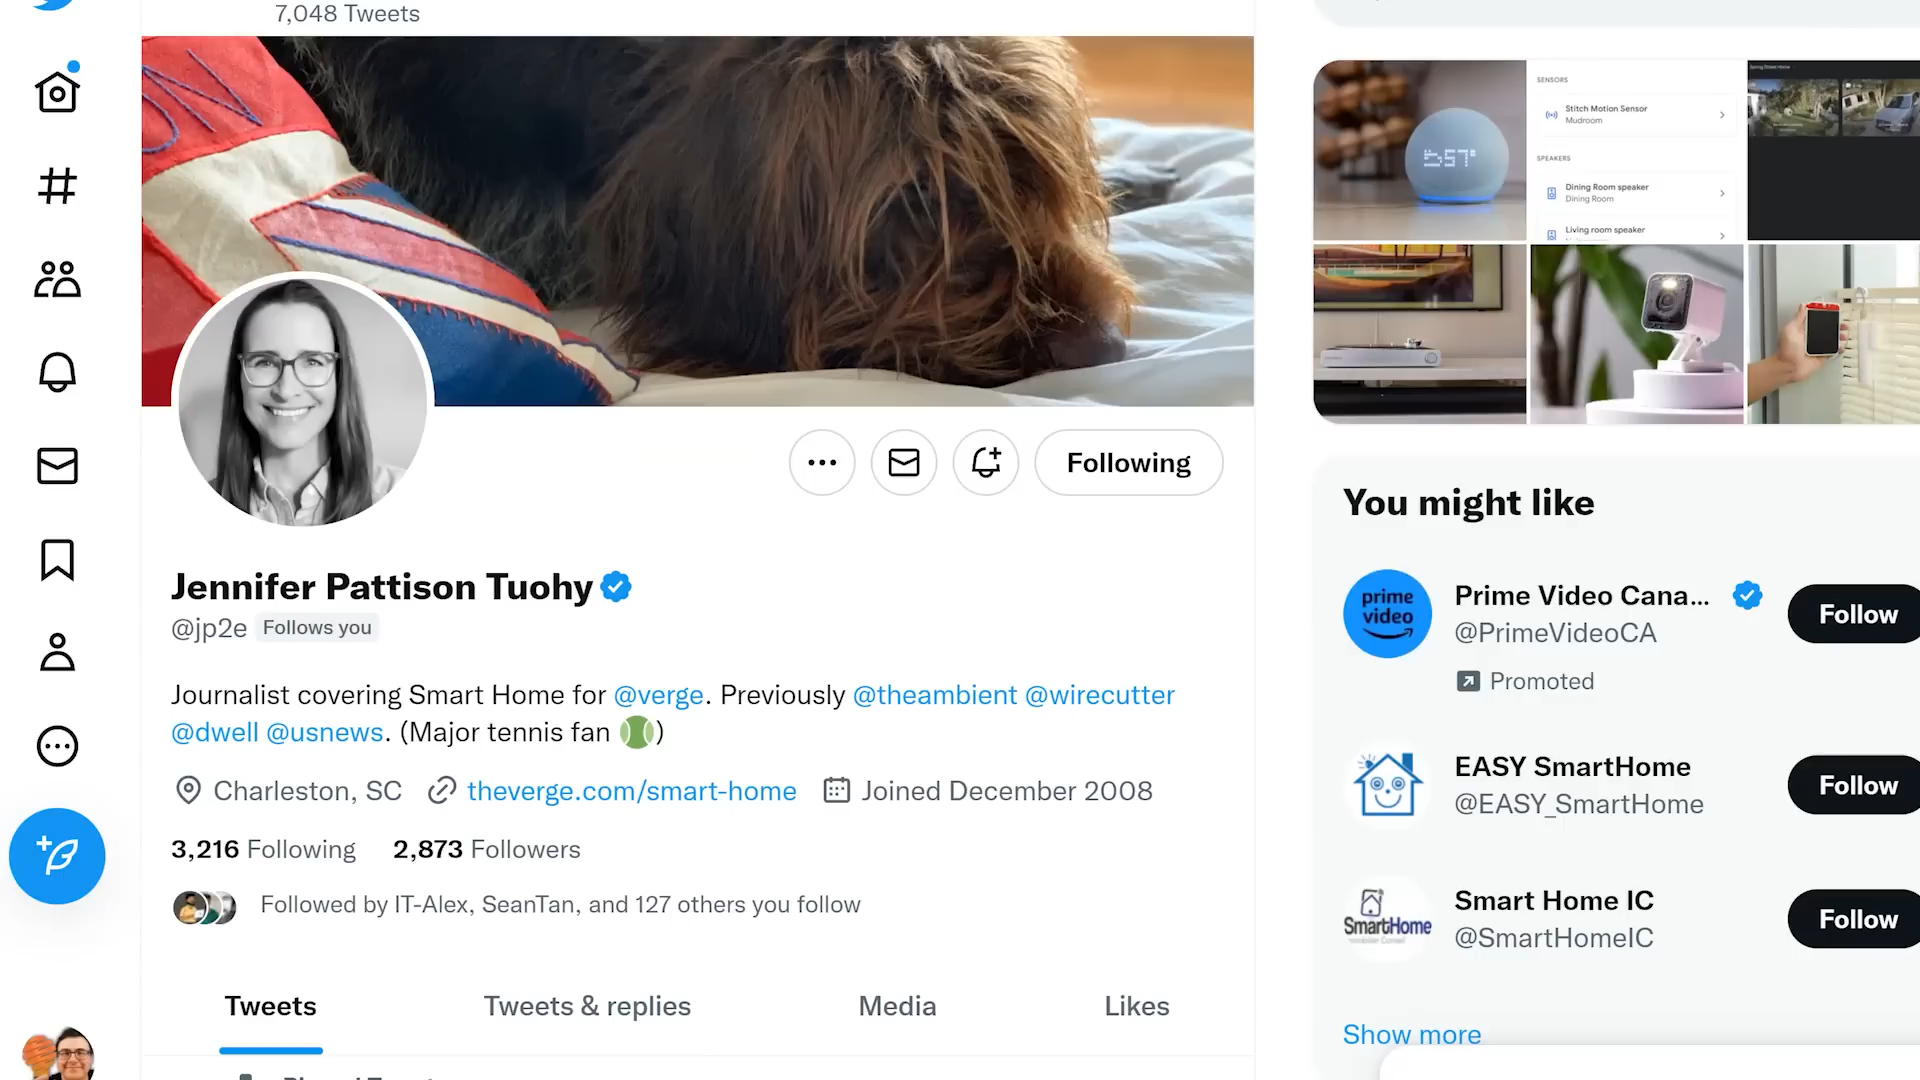 7,048 Tweets
Following
Jennifer Pattison Tuohy
@jp2e Follows you
Journalist covering Smart Home for @verge. Previously @theambient @wirecutter
@dwell @usnews. (Major tennis fan 🎾)
Charleston, SC theverge.com/smart-home Joined December 2008
3,216 Following 2,873 Followers
Followed by IT-Alex, SeanTan, and 127 others you follow
Tweets Tweets & replies Media Likes
57°
SENSORS
Stitch Motion Sensor
Mudroom
SPEAKERS
Dining Room speaker
Dining Room
Living room speaker
You might like
prime
video
Prime Video Cana...
@PrimeVideoCA
Promoted
Follow
EASY SmartHome
@EASY_SmartHome
Follow
SmartHome
Smart Home IC
@SmartHomeIC
Follow
Show more